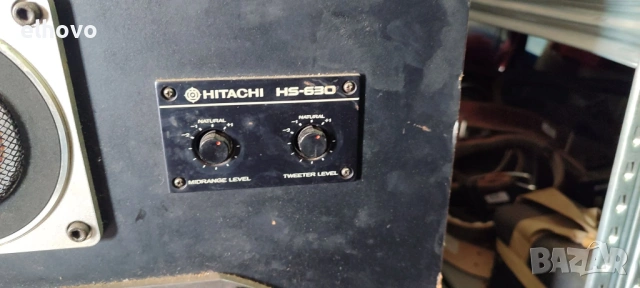 ethovo
HITACHI HS-630
NATURAL NATURAL
MIDRANGE LEVEL TWEETER LEVEL
BAZAR